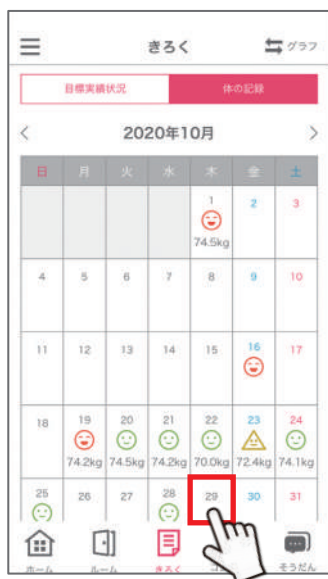 きろく
グラフ
目標実績状況 体の記録
< 2020年10月 >
日 月 火 水 木 金 土
1 2 3
74.5kg
4 5 6 7 8 9 10
11 12 13 14 15 16 17
18 19 20 21 22 23 24
74.2kg 74.5kg 74.2kg 70.0kg 72.4kg 74.1kg
25 26 27 28 29 30 31
ホーム ルーム きろく そうだん